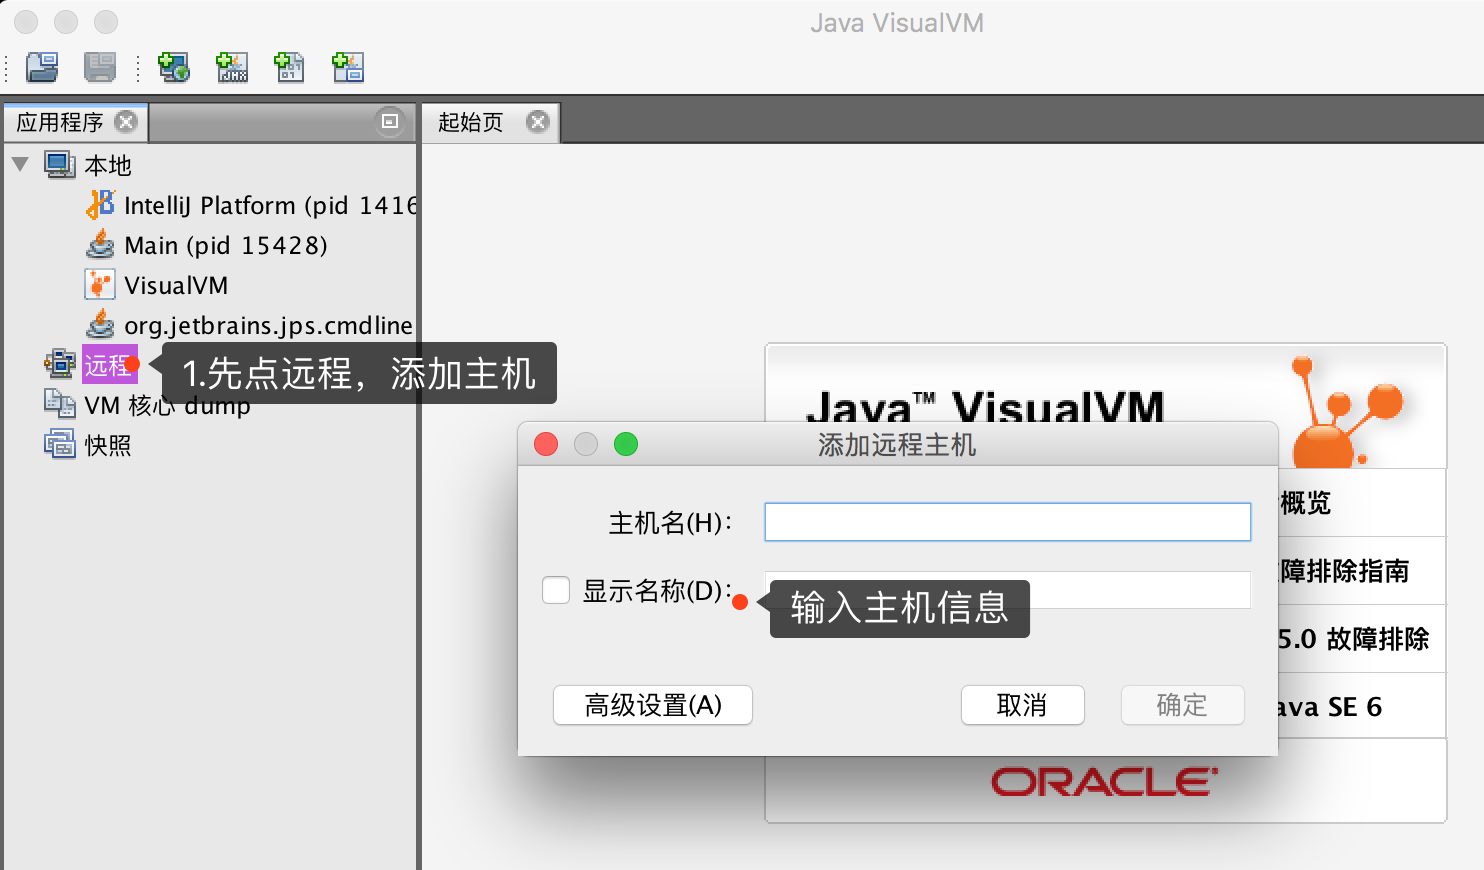 Java VisualVM
应用程序
起始页
本地
IntelliJ Platform (pid 1416
Main (pid 15428)
VisualVM
org.jetbrains.jps.cmdline
远程
1.先点远程，添加主机
VM 核心 dump
快照
Java™ VisualVM
添加远程主机
主机名(H)：
显示名称(D)：
输入主机信息
高级设置(A)
取消
确定
概览
障排除指南
5.0 故障排除
ava SE 6
ORACLE